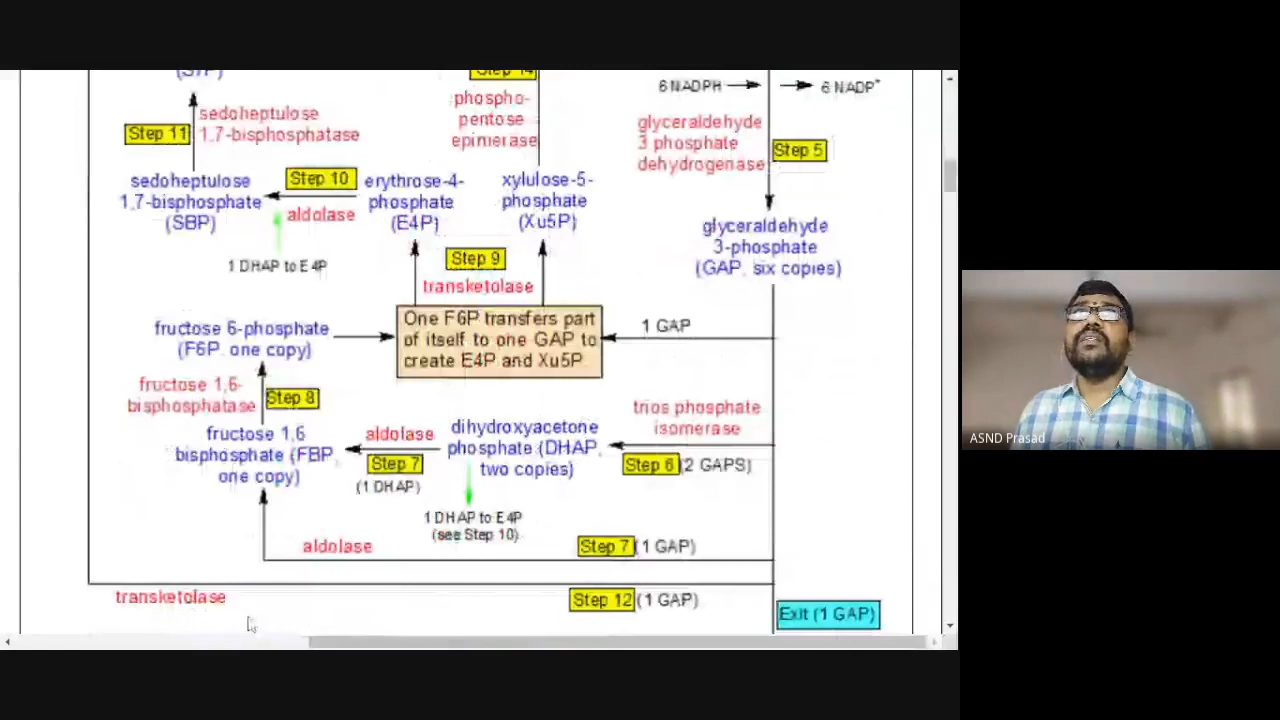 (S7P)
Step 14
6 NADPH
6 NADP+
phospho-
pentose
epimerase
glyceraldehyde
3 phosphate
dehydrogenase
Step 5
sedoheptulose
1,7-bisphosphatase
Step 11
sedoheptulose
1,7-bisphosphate
(SBP)
Step 10
aldolase
erythrose-4-
phosphate
(E4P)
xylulose-5-
phosphate
(Xu5P)
glyceraldehyde
3-phosphate
(GAP, six copies)
1 DHAP to E4P
Step 9
transketolase
fructose 6-phosphate
(F6P, one copy)
One F6P transfers part
of itself to one GAP to
create E4P and Xu5P
1 GAP
fructose 1,6-
bisphosphatase
Step 8
fructose 1,6
bisphosphate (FBP,
one copy)
aldolase
Step 7
(1 DHAP)
dihydroxyacetone
phosphate (DHAP,
two copies)
trios phosphate
isomerase
Step 6 (2 GAPS)
1 DHAP to E4P
(see Step 10)
aldolase
Step 7 (1 GAP)
transketolase
Step 12 (1 GAP)
Exit (1 GAP)
ASND Prasad